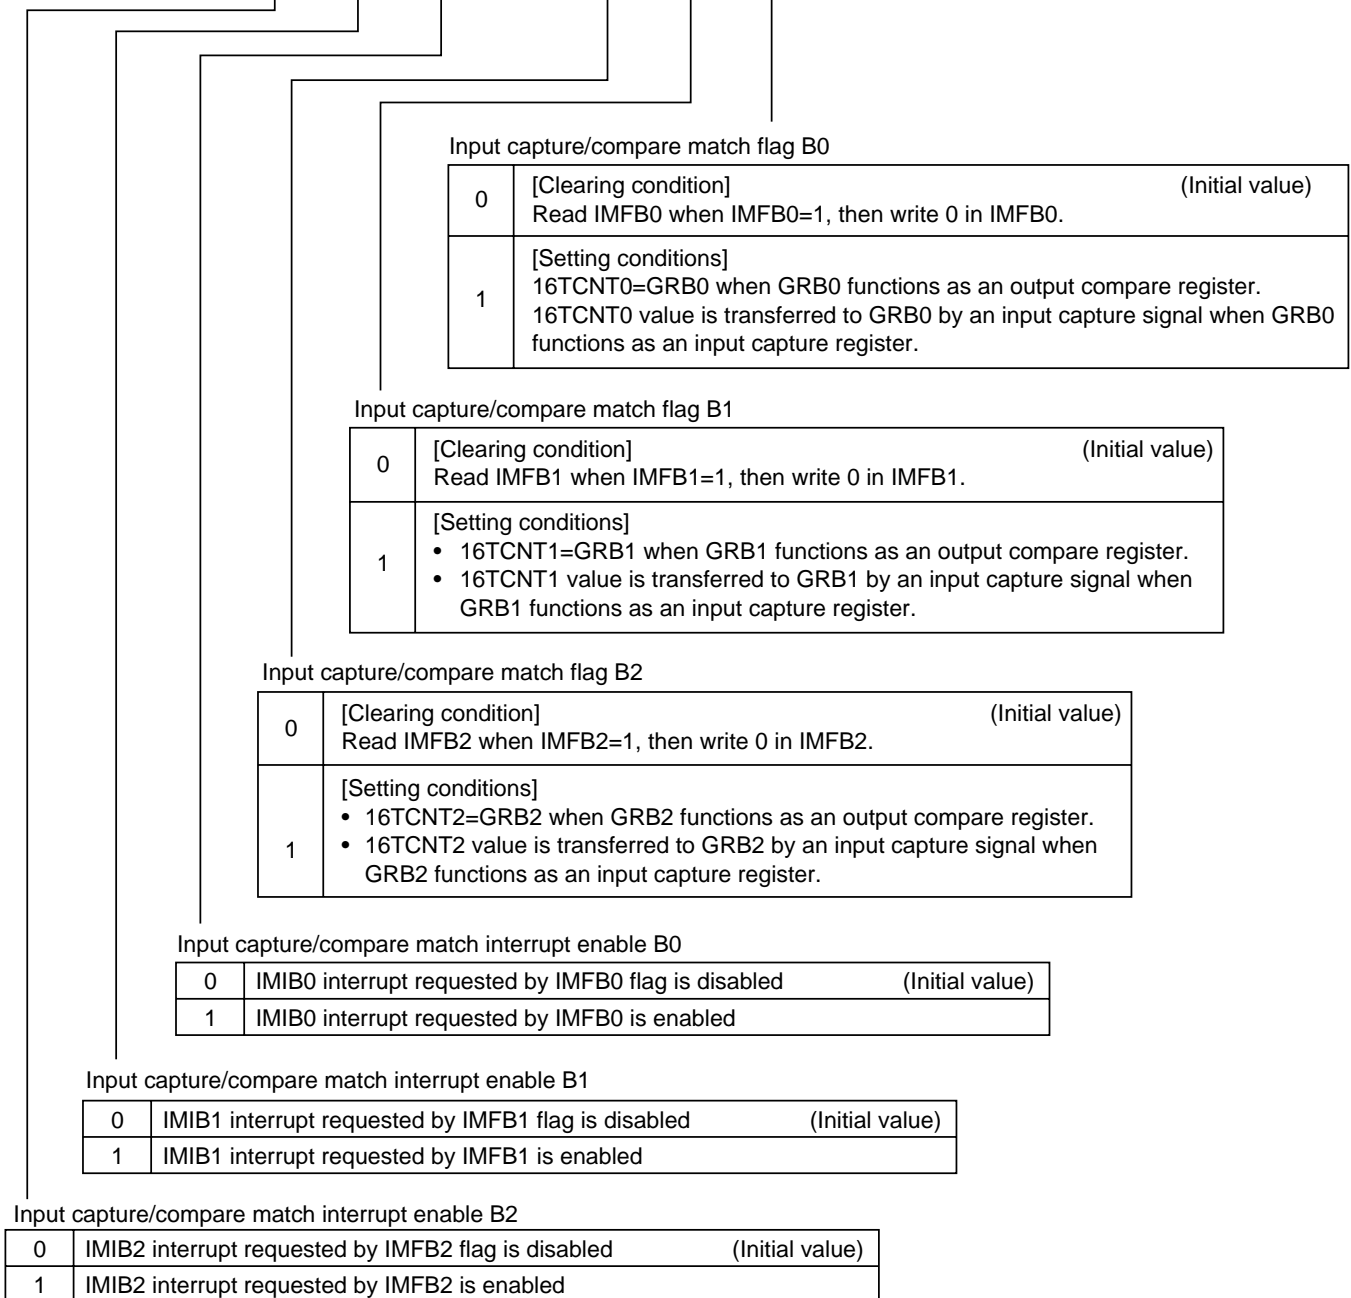 Input capture/compare match flag B0
0 [Clearing condition] (Initial value)
Read IMFB0 when IMFB0=1, then write 0 in IMFB0.
[Setting conditions]
16TCNT0=GRB0 when GRB0 functions as an output compare register.
1 16TCNT0 value is transferred to GRB0 by an input capture signal when GRB0
functions as an input capture register.
Input capture/compare match flag B1
0 [Clearing condition] (Initial value)
Read IMFB1 when IMFB1=1, then write 0 in IMFB1.
[Setting conditions]
• 16TCNT1=GRB1 when GRB1 functions as an output compare register.
1 • 16TCNT1 value is transferred to GRB1 by an input capture signal when
GRB1 functions as an input capture register.
Input capture/compare match flag B2
0 [Clearing condition] (Initial value)
Read IMFB2 when IMFB2=1, then write 0 in IMFB2.
[Setting conditions]
• 16TCNT2=GRB2 when GRB2 functions as an output compare register.
1 • 16TCNT2 value is transferred to GRB2 by an input capture signal when
GRB2 functions as an input capture register.
Input capture/compare match interrupt enable B0
0 IMIB0 interrupt requested by IMFB0 flag is disabled (Initial value)
1 IMIB0 interrupt requested by IMFB0 is enabled
Input capture/compare match interrupt enable B1
0 IMIB1 interrupt requested by IMFB1 flag is disabled (Initial value)
1 IMIB1 interrupt requested by IMFB1 is enabled
Input capture/compare match interrupt enable B2
0 IMIB2 interrupt requested by IMFB2 flag is disabled (Initial value)
1 IMIB2 interrupt requested by IMFB2 is enabled